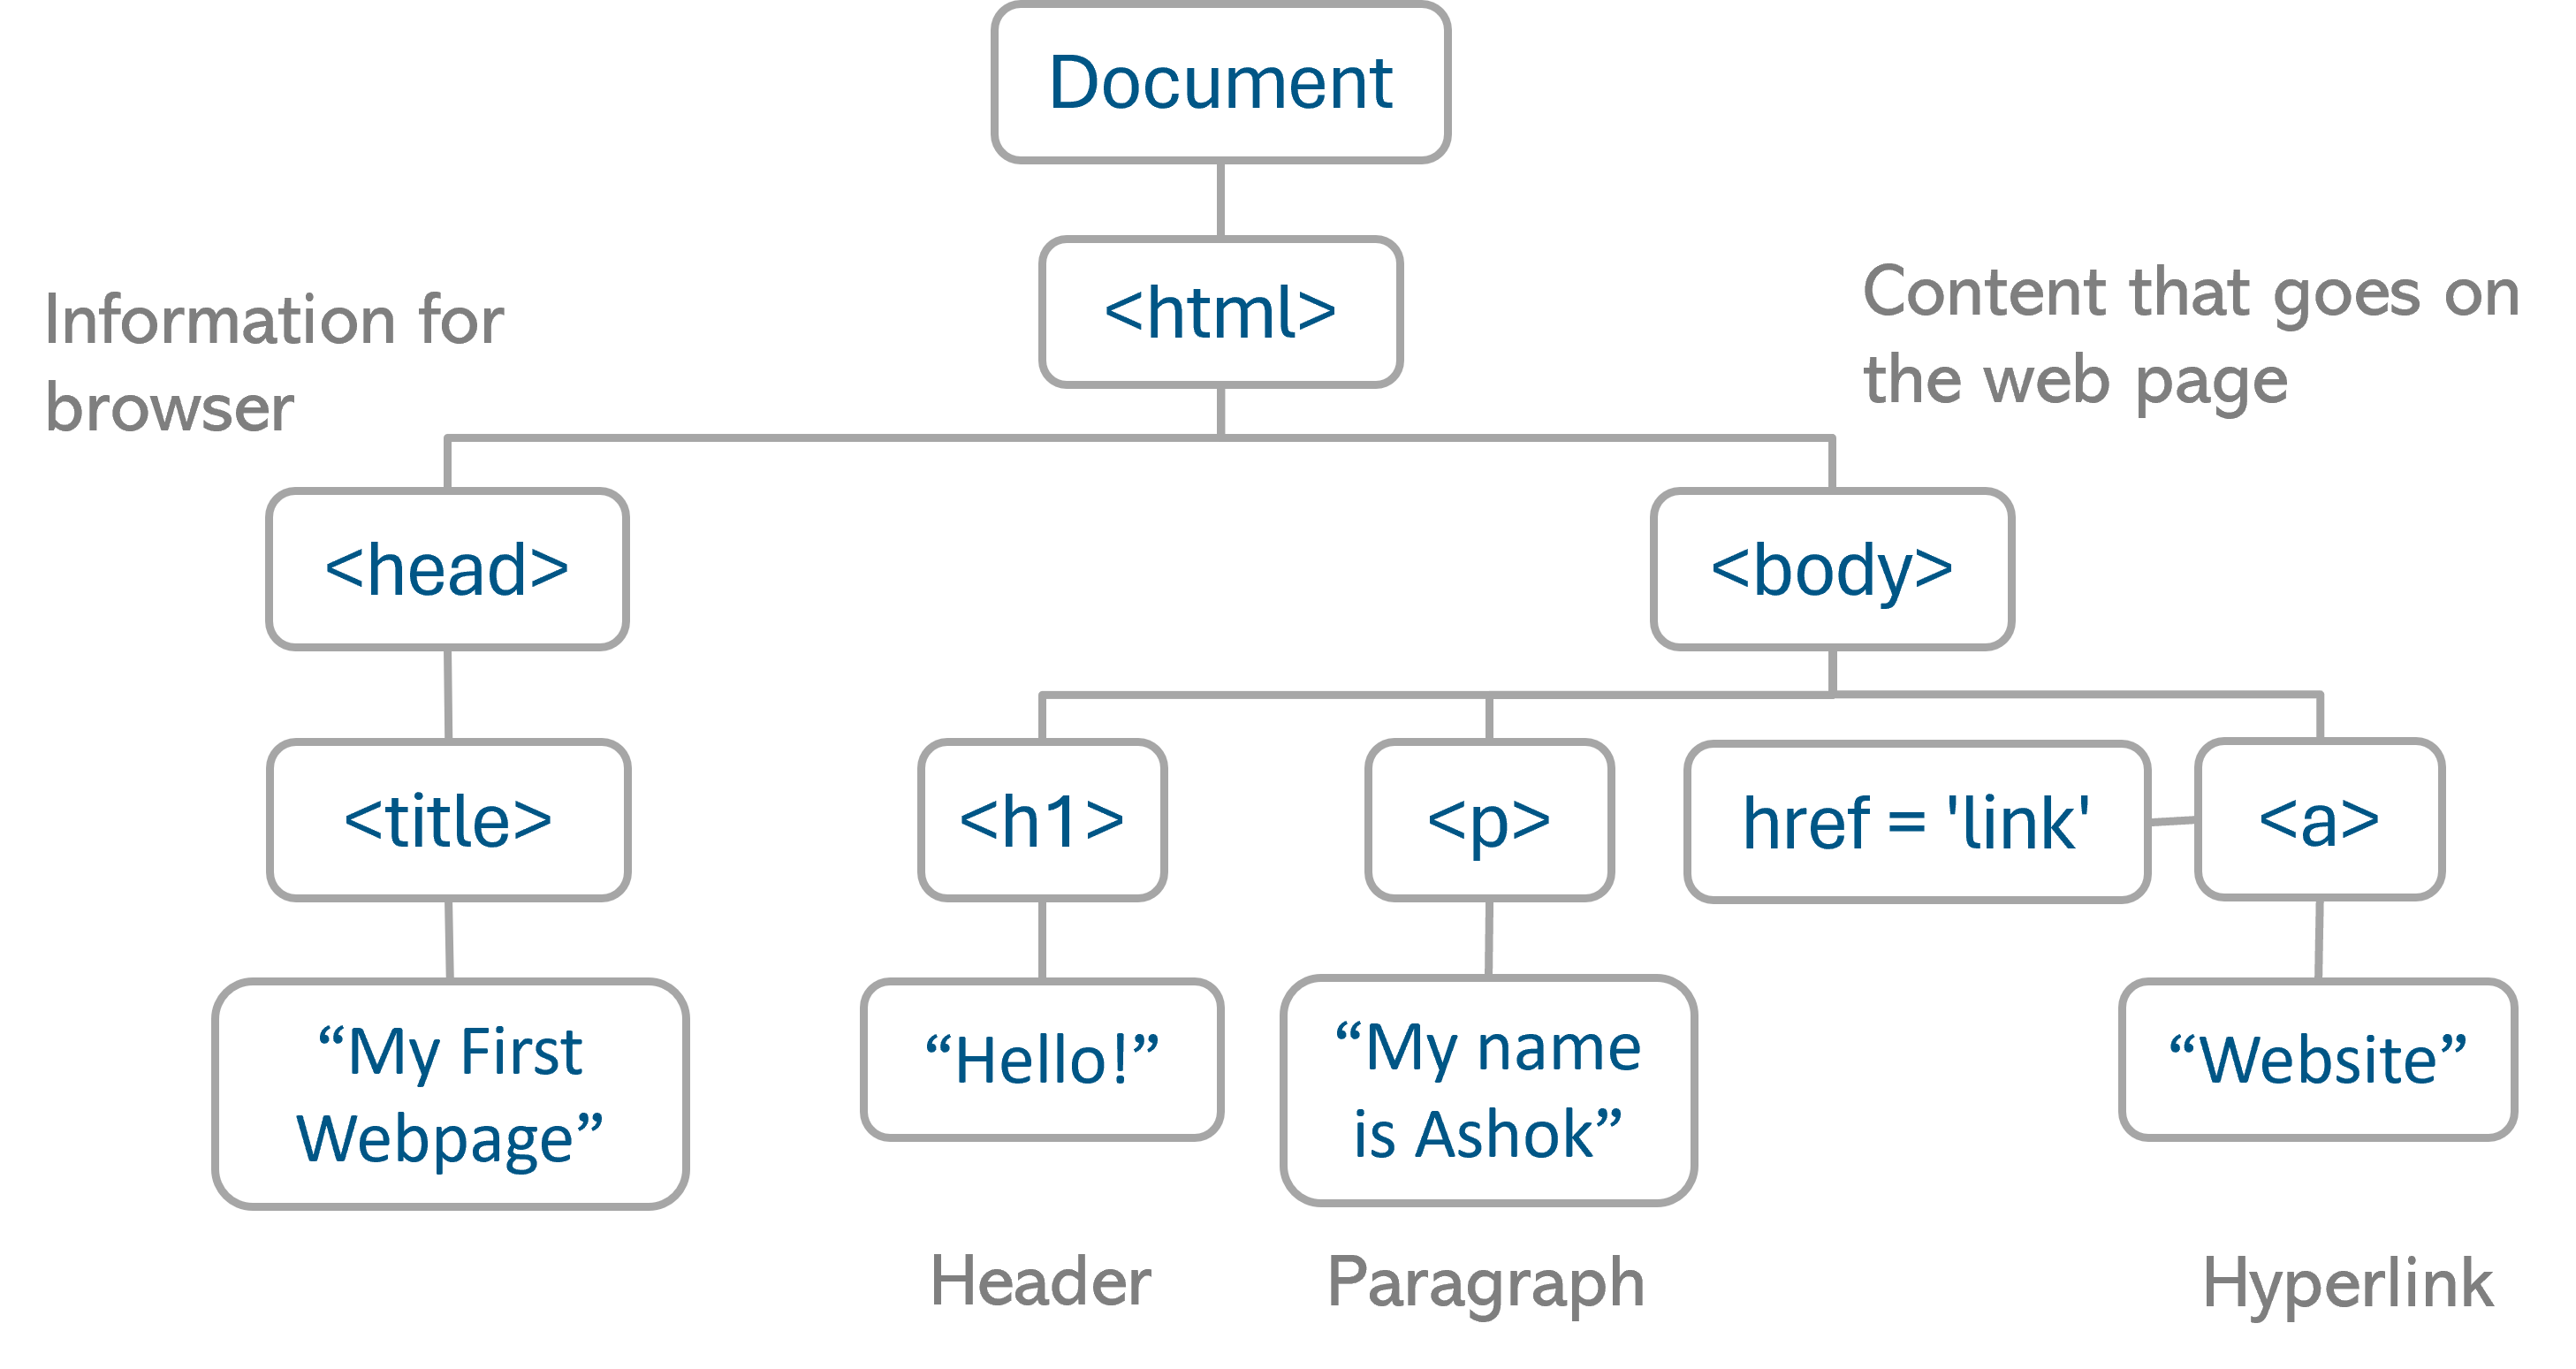 Document
<html>
Information for
browser
Content that goes on
the web page
<head>
<body>
<title>
<h1>
<p>
href = 'link'
<a>
“My First
Webpage”
“Hello!”
“My name
is Ashok”
“Website”
Header
Paragraph
Hyperlink